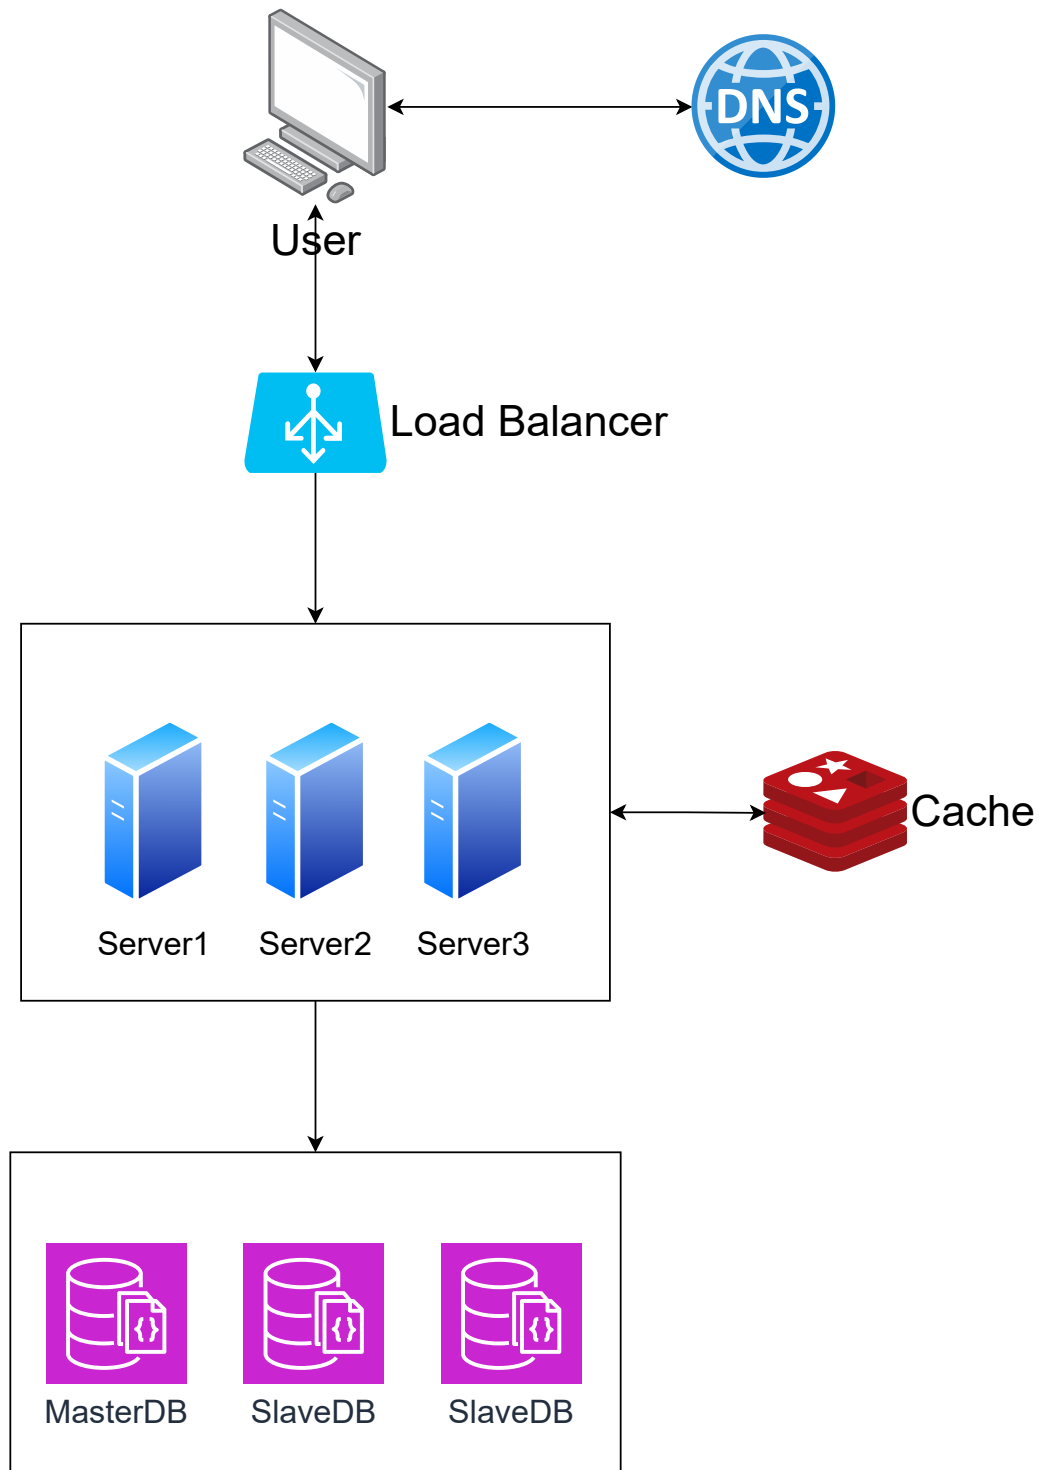 DNS
User
Load Balancer
Cache
Server1 Server2 Server3
{} {} {}
MasterDB SlaveDB SlaveDB